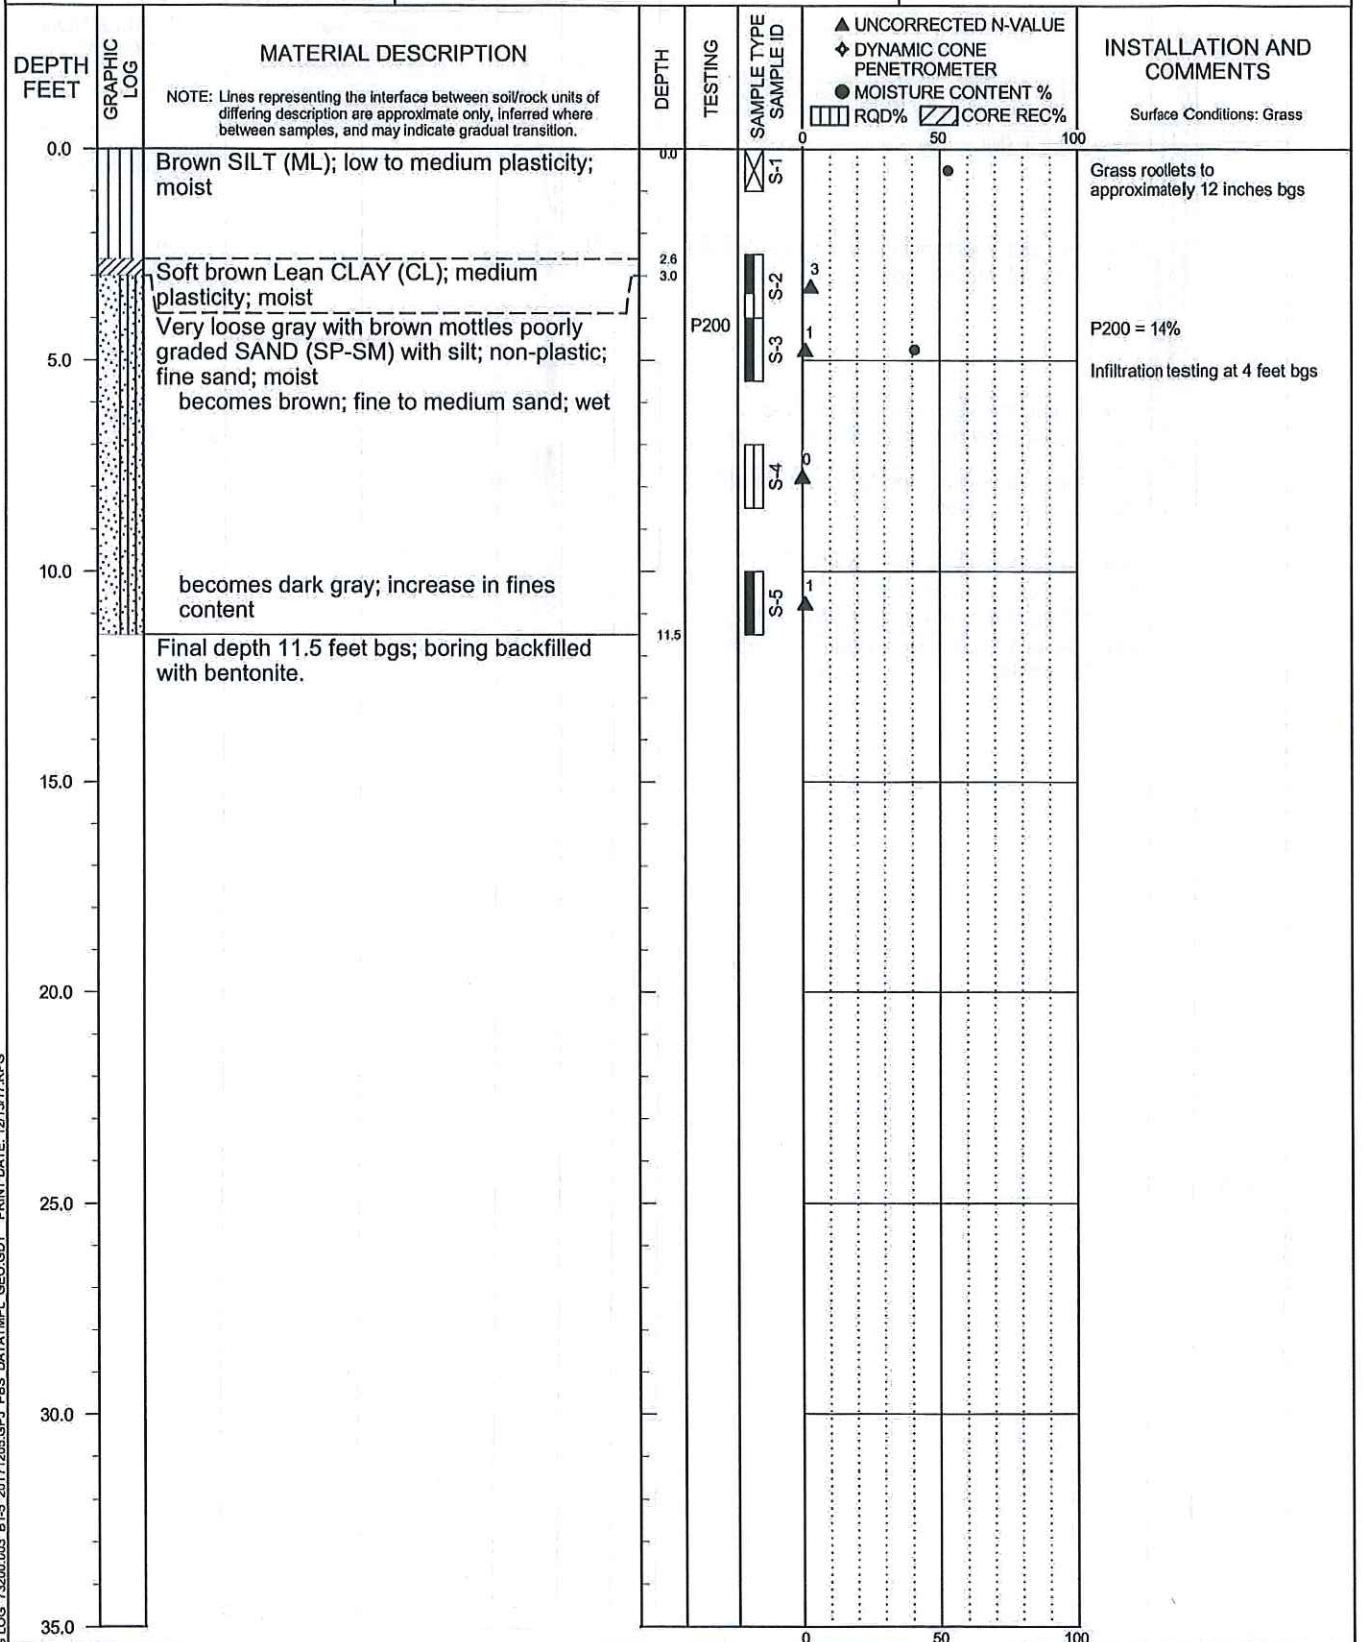 DEPTH
FEET
GRAPHIC
LOG
MATERIAL DESCRIPTION
NOTE: Lines representing the interface between soil/rock units of
differing description are approximate only, inferred where
between samples, and may indicate gradual transition.
DEPTH
TESTING
SAMPLE TYPE
SAMPLE ID
▲ UNCORRECTED N-VALUE
DYNAMIC CONE
PENETROMETER
● MOISTURE CONTENT %
RQD% CORE REC%
0 50 100
INSTALLATION AND
COMMENTS
Surface Conditions: Grass
0.0
Brown SILT (ML); low to medium plasticity;
moist
0.0
S-1
Grass rootlets to
approximately 12 inches bgs
2.6
Soft brown Lean CLAY (CL); medium
plasticity; moist
3.0
S-2
3
Very loose gray with brown mottles poorly
graded SAND (SP-SM) with silt; non-plastic;
fine sand; moist
P200
S-3
1
P200 = 14%
5.0
Infiltration testing at 4 feet bgs
becomes brown; fine to medium sand; wet
S-4
0
10.0
becomes dark gray; increase in fines
content
S-5
1
11.5
Final depth 11.5 feet bgs; boring backfilled
with bentonite.
15.0
20.0
25.0
30.0
35.0
0 50 100